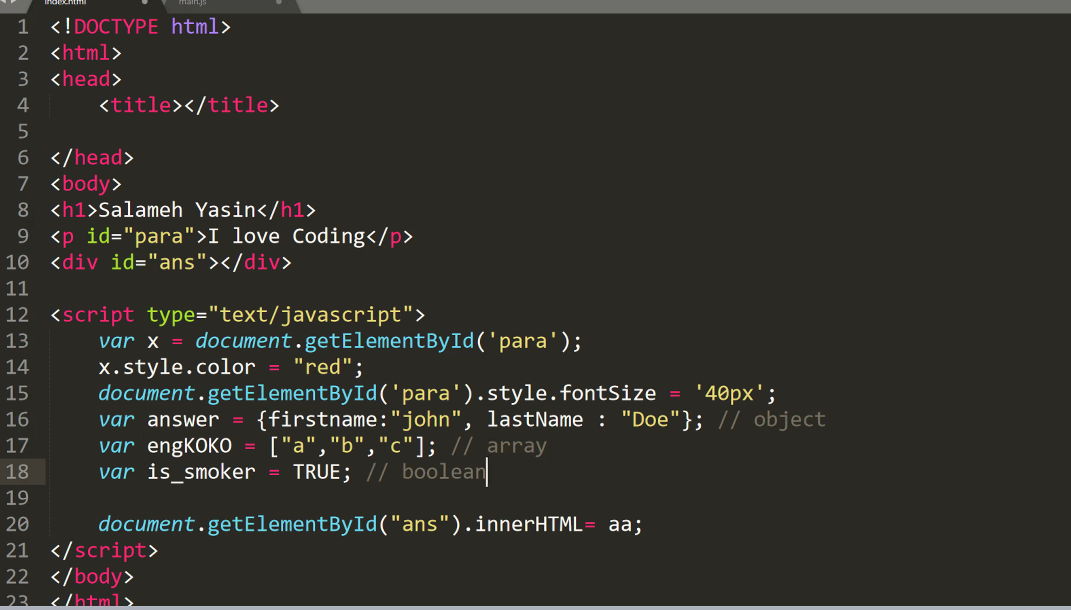 index.html main.js
1 <!DOCTYPE html>
2 <html>
3 <head>
4     <title></title>
5
6 </head>
7 <body>
8 <h1>Salameh Yasin</h1>
9 <p id="para">I love Coding</p>
10 <div id="ans"></div>
11
12 <script type="text/javascript">
13     var x = document.getElementById('para');
14     x.style.color = "red";
15     document.getElementById('para').style.fontSize = '40px';
16     var answer = {firstname:"john", lastName : "Doe"}; // object
17     var engKOKO = ["a","b","c"]; // array
18     var is_smoker = TRUE; // boolean
19
20     document.getElementById("ans").innerHTML= aa;
21 </script>
22 </body>
23 </html>